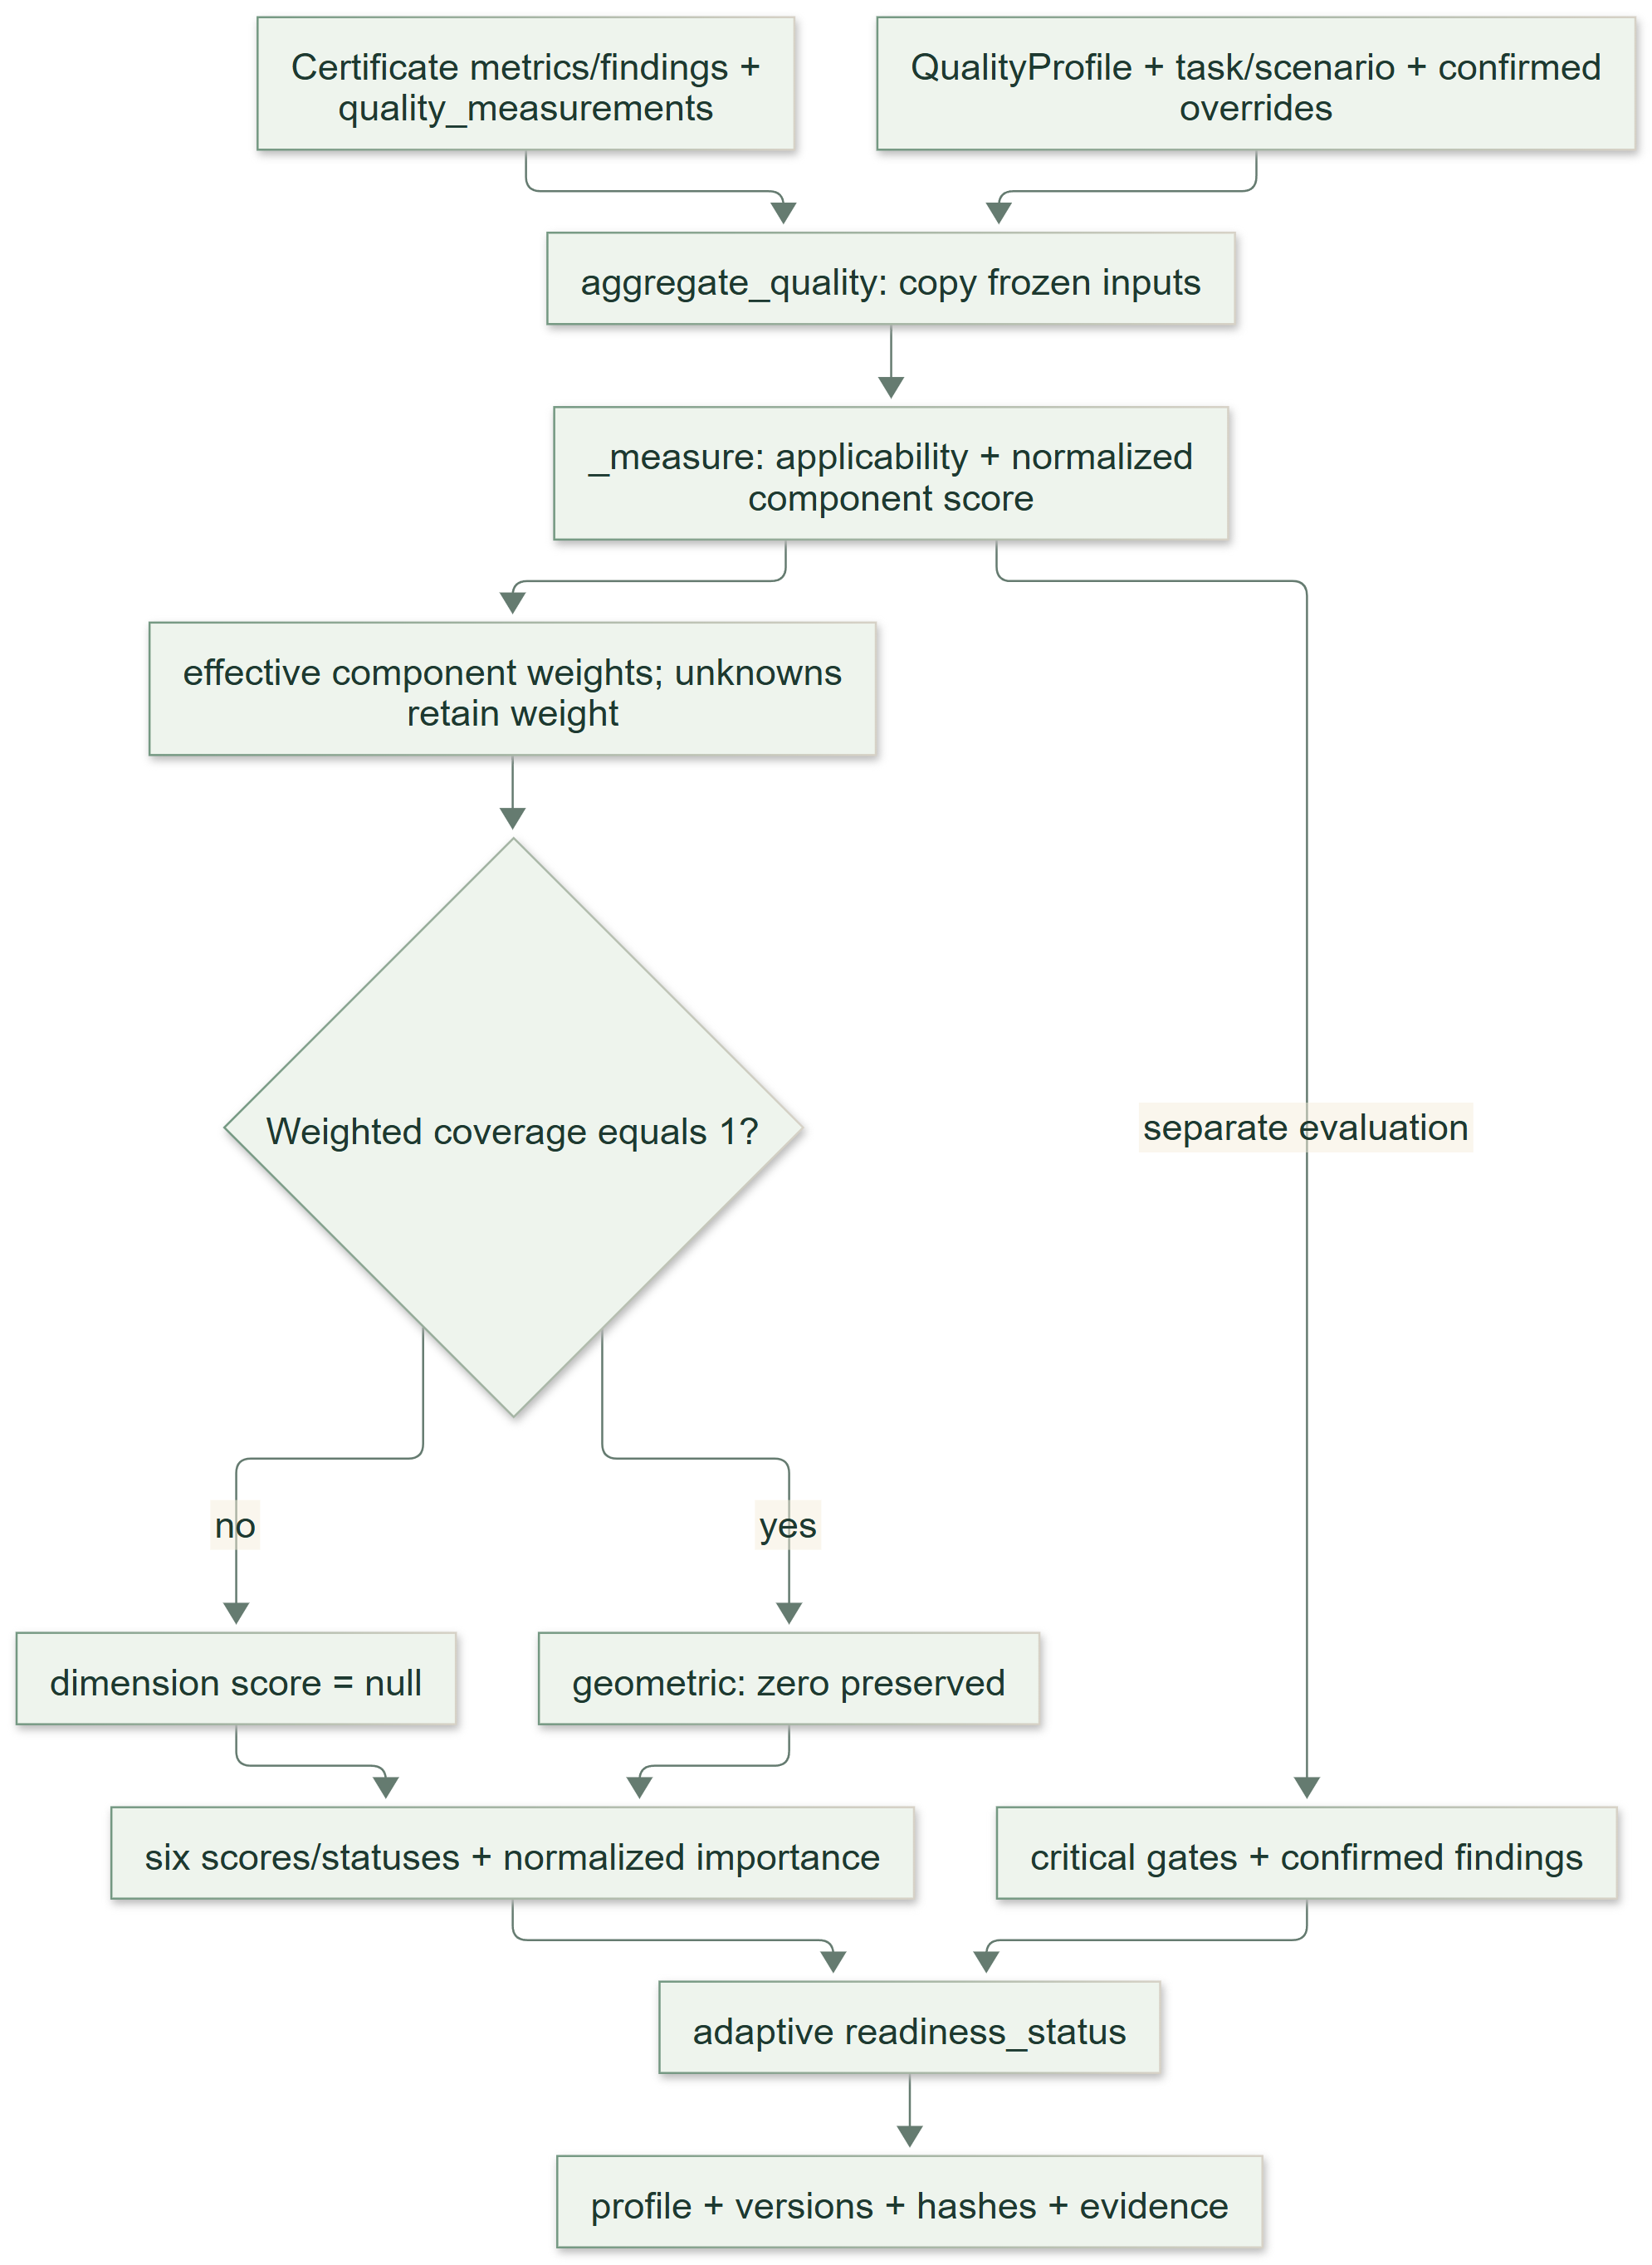 Certificate metrics/findings +
quality_measurements
QualityProfile + task/scenario + confirmed
overrides
aggregate_quality: copy frozen inputs
_measure: applicability + normalized
component score
effective component weights; unknowns
retain weight
Weighted coverage equals 1?
separate evaluation
no
yes
dimension score = null
geometric: zero preserved
six scores/statuses + normalized importance
critical gates + confirmed findings
adaptive readiness_status
profile + versions + hashes + evidence